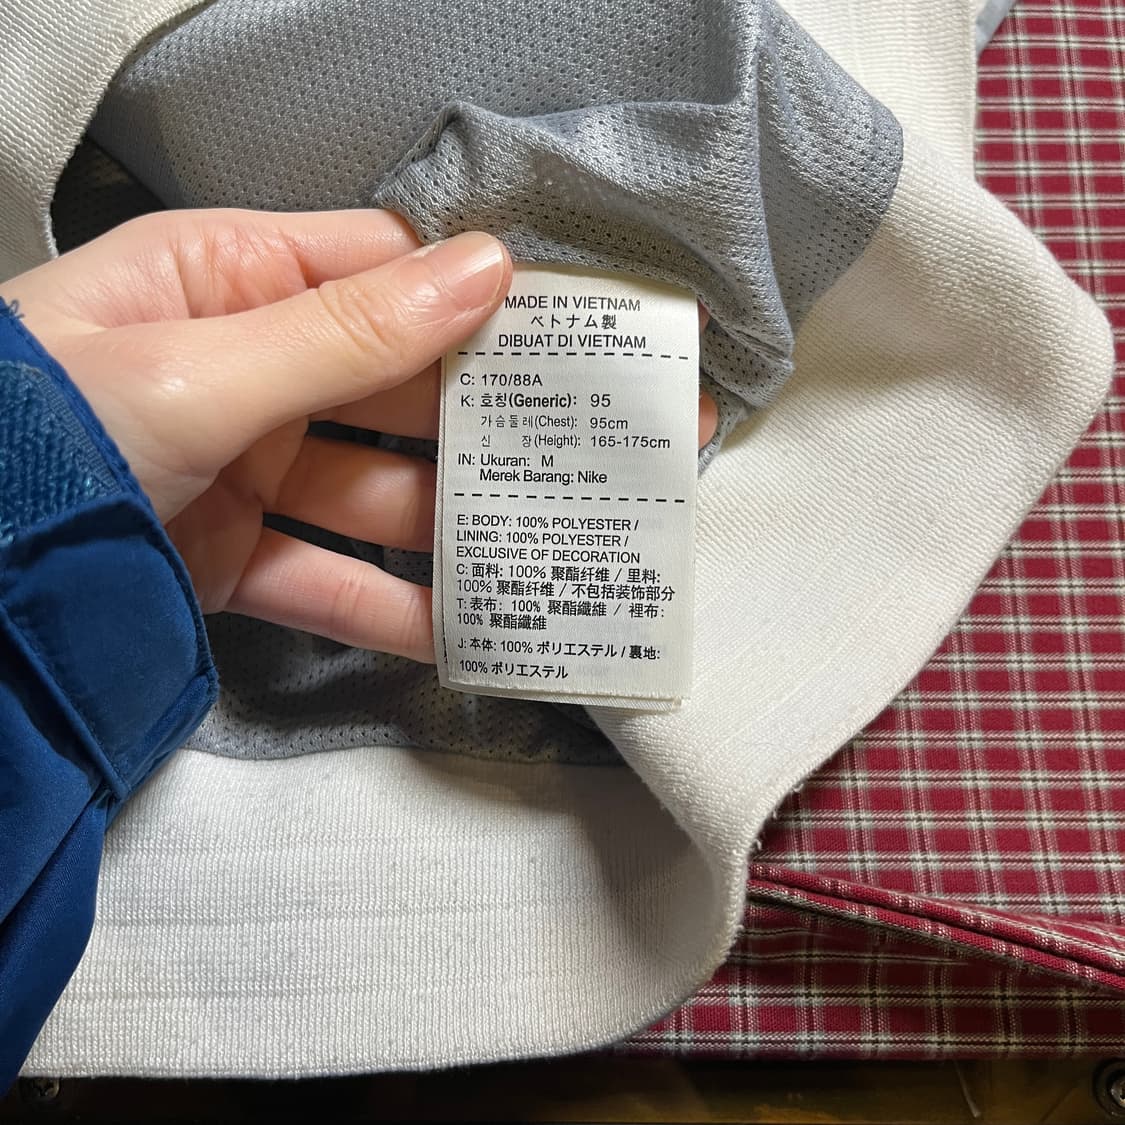 MADE IN VIETNAM
ベトナム製
DIBUAT DI VIETNAM
C: 170/88A
K: 호칭(Generic): 95
가슴둘레(Chest): 95cm
신 장(Height): 165-175cm
IN: Ukuran: M
Merek Barang: Nike
E: BODY: 100% POLYESTER /
LINING: 100% POLYESTER /
EXCLUSIVE OF DECORATION
C: 面料: 100% 聚酯纤维 / 里料:
100% 聚酯纤维 / 不包括装饰部分
T: 表布: 100% 聚酯纖維 / 裡布:
100% 聚酯纖維
J: 本体: 100% ポリエステル / 裏地:
100% ポリエステル